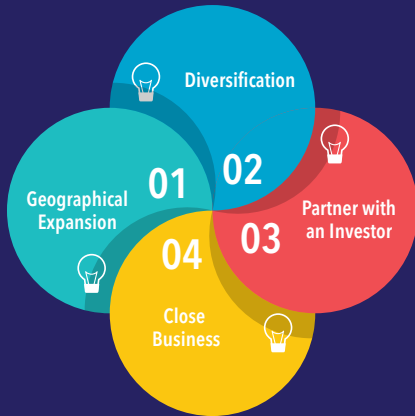 01
Geographical
Expansion
02
Diversification
03
Partner with
an Investor
04
Close
Business